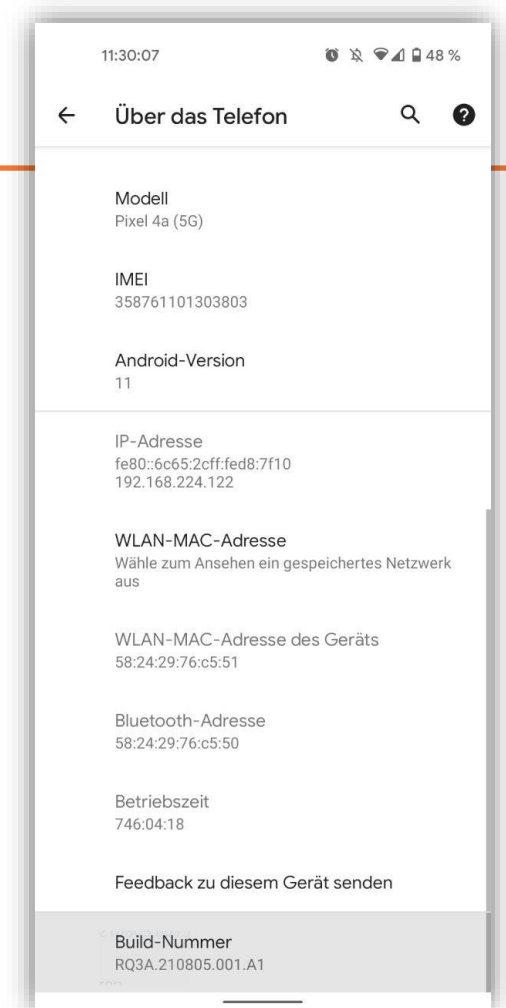 11:30:07
48 %
Über das Telefon
Modell
Pixel 4a (5G)
IMEI
358761101303803
Android-Version
11
IP-Adresse
fe80::6c65:2cff:fed8:7f10
192.168.224.122
WLAN-MAC-Adresse
Wähle zum Ansehen ein gespeichertes Netzwerk
aus
WLAN-MAC-Adresse des Geräts
58:24:29:76:c5:51
Bluetooth-Adresse
58:24:29:76:c5:50
Betriebszeit
746:04:18
Feedback zu diesem Gerät senden
Build-Nummer
RQ3A.210805.001.A1